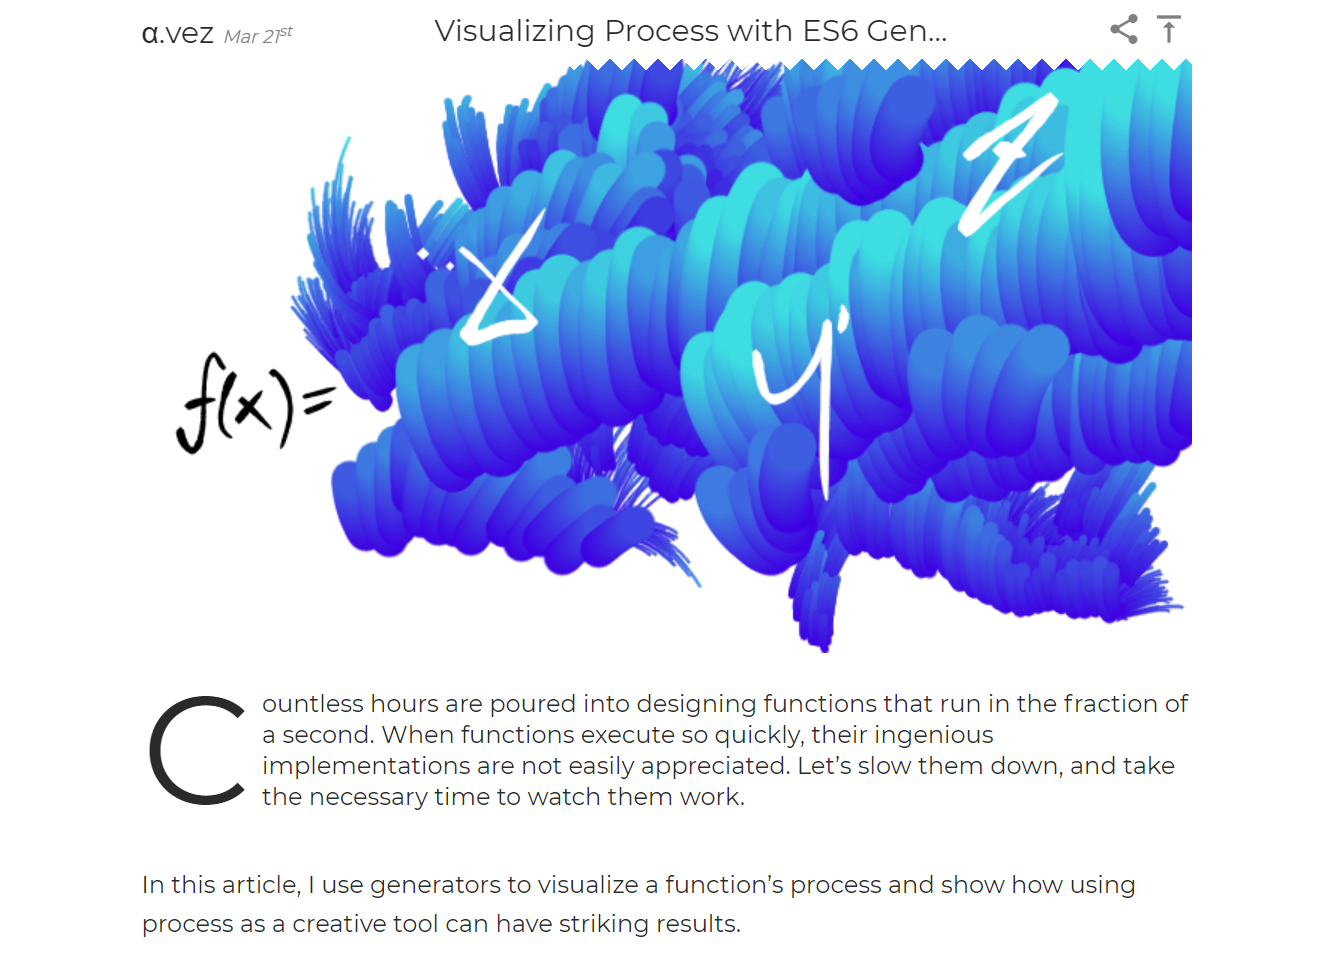 α.vez Mar 21st
Visualizing Process with ES6 Gen...
z
x
y
f(x)=
Countless hours are poured into designing functions that run in the fraction of
a second. When functions execute so quickly, their ingenious
implementations are not easily appreciated. Let’s slow them down, and take
the necessary time to watch them work.
In this article, I use generators to visualize a function’s process and show how using
process as a creative tool can have striking results.